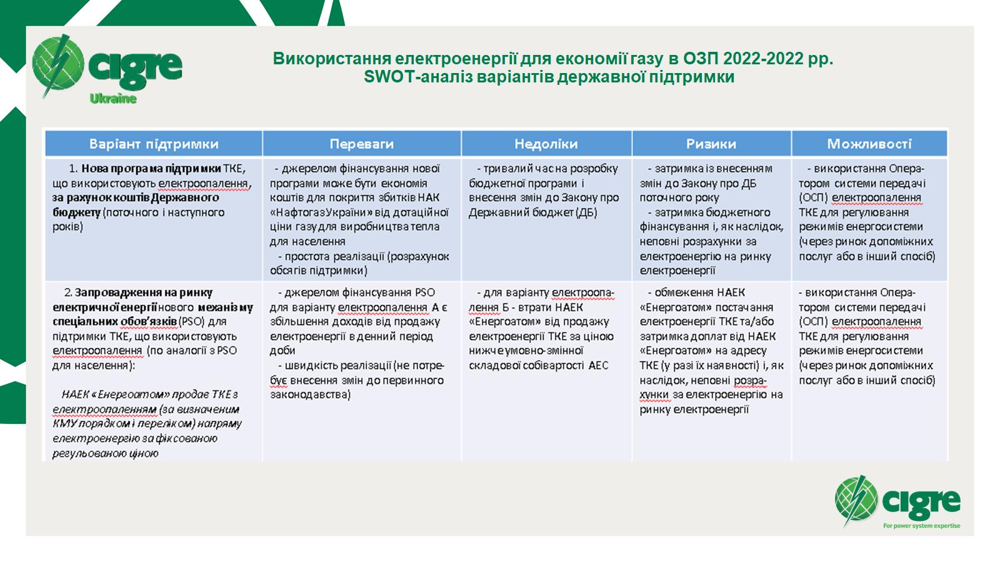 cigre
Ukraine
Використання електроенергії для економії газу в ОЗП 2022-2022 рр.
SWOT-аналіз варіантів державної підтримки
Варіант підтримки
Переваги
Недоліки
Ризики
Можливості
1. Нова програма підтримки ТКЕ,
що використовують електроопалення,
за рахунок коштів Державного
бюджету (поточного і наступного
років)
- джерелом фінансування нової
програми може бути економія
коштів для покриття збитків НАК
«Нафтогаз України» від дотаційної
ціни газу для виробництва тепла
для населення
- простота реалізації (розрахунок
обсягів підтримки)
- тривалий час на розробку
бюджетної програми і
внесення змін до Закону про
Державний бюджет (ДБ)
- затримка із внесенням
змін до Закону про ДБ
поточного року
- затримка бюджетного
фінансування і, як наслідок,
неповні розрахунки за
електроенергію на ринку
електроенергії
- використання Опера-
тором системи передачі
(ОСП) електроопалення
ТКЕ для регулювання
режимів енергосистеми
(через ринок допоміжних
послуг або в інший спосіб)
2. Запровадження на ринку
електричної енергії нового механізму
спеціальних обов’язків (PSO) для
підтримки ТКЕ, що використовують
електроопалення (по аналогії з PSO
для населення):
НАЕК «Енергоатом» продає ТКЕ з
електроопаленням (за визначеним
КМУ порядком і переліком) напряму
електроенергію за фіксованою
регульованою ціною
- джерелом фінансування PSO
для варіанту електроопалення А є
збільшення доходів від продажу
електроенергії в денний період
доби
- швидкість реалізації (не потре-
бує внесення змін до первинного
законодавства)
- для варіанту електроопа-
лення Б - втрати НАЕК
«Енергоатом» від продажу
електроенергії ТКЕ за ціною
нижче умовно-змінної
складової собівартості АЕС
- обмеження НАЕК
«Енергоатом» постачання
електроенергії ТКЕ та/або
затримка доплат від НАЕК
«Енергоатом» на адресу
ТКЕ (у разі їх наявності) і, як
наслідок, неповні розра-
хунки за електроенергію на
ринку електроенергії
- використання Опера-
тором системи передачі
(ОСП) електроопалення
ТКЕ для регулювання
режимів енергосистеми
(через ринок допоміжних
послуг або в інший спосіб)
cigre
For power system expertise